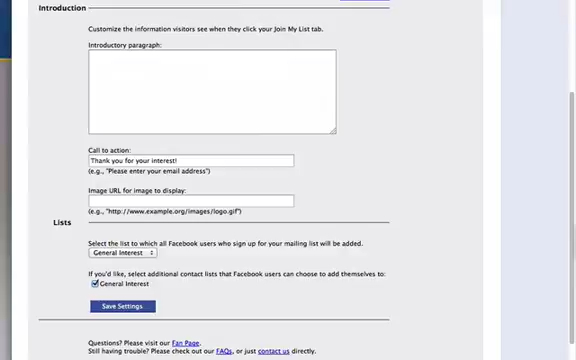 Introduction
Customize the information visitors see when they click your Join My List tab.
Introductory paragraph:
Call to action:
Thank you for your interest!
(e.g., "Please enter your email address")
Image URL for image to display:
(e.g., "http://www.example.org/images/logo.gif")
Lists
Select the list to which all Facebook users who sign up for your mailing list will be added.
General Interest
If you'd like, select additional contact lists that Facebook users can choose to add themselves to:
General Interest
Save Settings
Questions? Please visit our Fan Page.
Still having trouble? Please check out our FAQs, or just contact us directly.